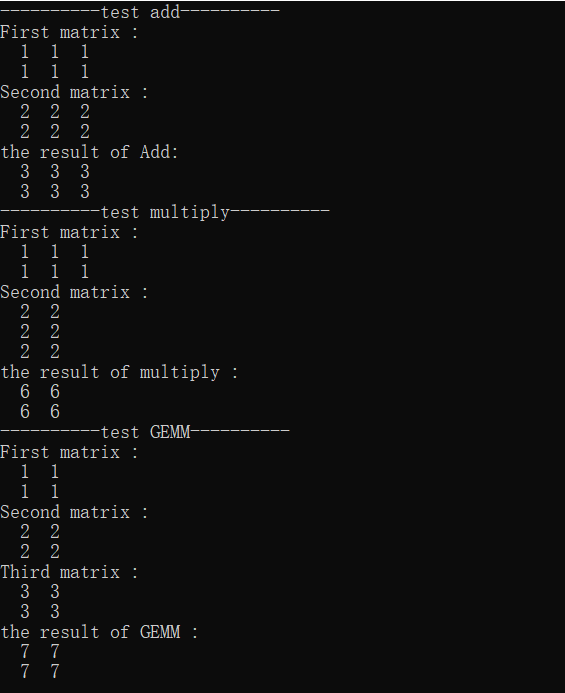 ----------test add----------
First matrix :
  1  1  1
  1  1  1
Second matrix :
  2  2  2
  2  2  2
the result of Add:
  3  3  3
  3  3  3
----------test multiply----------
First matrix :
  1  1  1
  1  1  1
Second matrix :
  2  2
  2  2
  2  2
the result of multiply :
  6  6
  6  6
----------test GEMM----------
First matrix :
  1  1
  1  1
Second matrix :
  2  2
  2  2
Third matrix :
  3  3
  3  3
the result of GEMM :
  7  7
  7  7